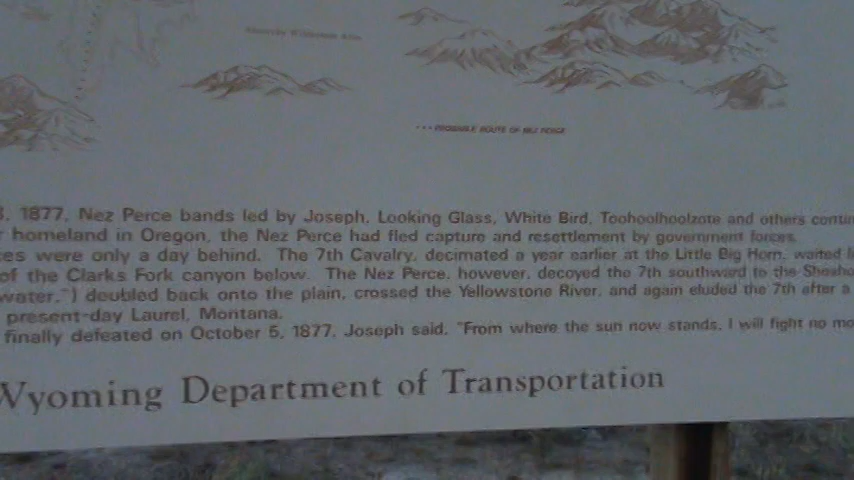 PROBABLE ROUTE OF NEZ PERCE
, 1877, Nez Perce bands led by Joseph, Looking Glass, White Bird, Toohoolhoolzote and others contin
r homeland in Oregon, the Nez Perce had fled capture and resettlement by government forces.
ces were only a day behind. The 7th Cavalry, decimated a year earlier at the Little Big Horn, waited
of the Clarks Fork canyon below. The Nez Perce, however, decoyed the 7th southward to the Shosho
water.") doubled back onto the plain, crossed the Yellowstone River, and again eluded the 7th after a
present-day Laurel, Montana.
finally defeated on October 5, 1877, Joseph said, "From where the sun now stands, I will fight no mo
Wyoming Department of Transportation